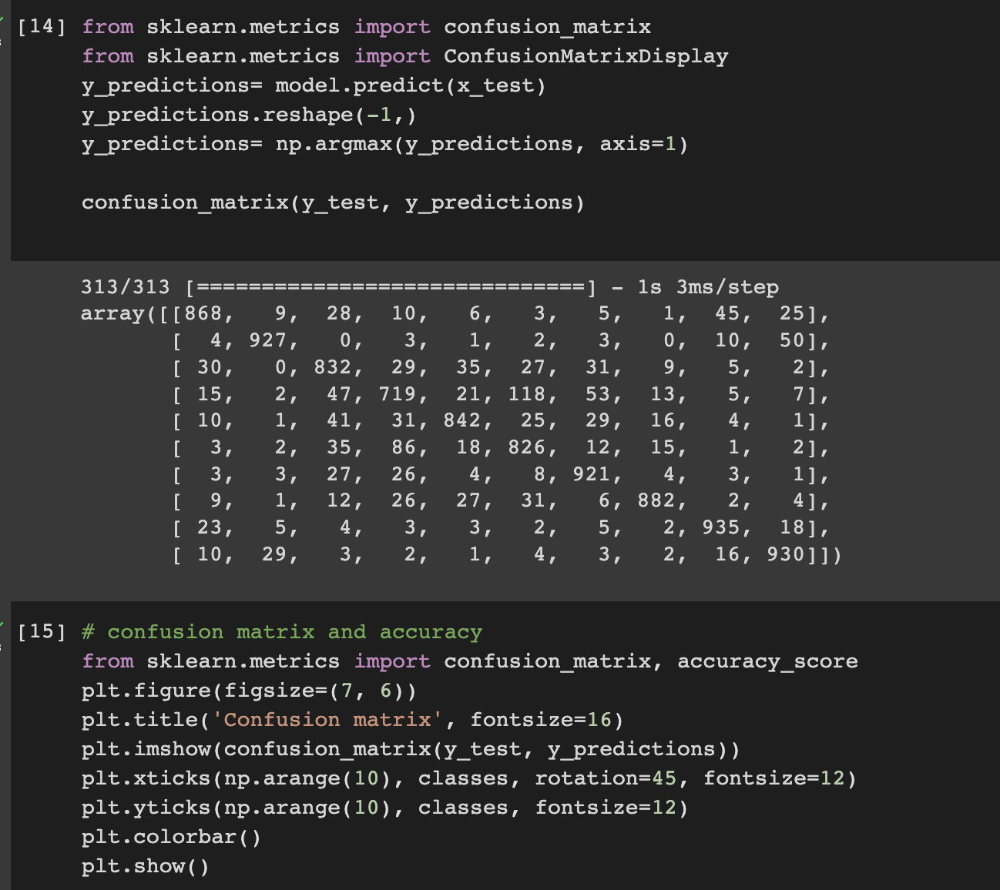 [14] from sklearn.metrics import confusion_matrix
from sklearn.metrics import ConfusionMatrixDisplay
y_predictions= model.predict(x_test)
y_predictions.reshape(-1,)
y_predictions= np.argmax(y_predictions, axis=1)
confusion_matrix(y_test, y_predictions)
313/313 [==============================] - 1s 3ms/step
array([[868,   9,  28,  10,   6,   3,   5,   1,  45,  25],
[  4, 927,   0,   3,   1,   2,   3,   0,  10,  50],
[ 30,   0, 832,  29,  35,  27,  31,   9,   5,   2],
[ 15,   2,  47, 719,  21, 118,  53,  13,   5,   7],
[ 10,   1,  41,  31, 842,  25,  29,  16,   4,   1],
[  3,   2,  35,  86,  18, 826,  12,  15,   1,   2],
[  3,   3,  27,  26,   4,   8, 921,   4,   3,   1],
[  9,   1,  12,  26,  27,  31,   6, 882,   2,   4],
[ 23,   5,   4,   3,   3,   2,   5,   2, 935,  18],
[ 10,  29,   3,   2,   1,   4,   3,   2,  16, 930]])
[15] # confusion matrix and accuracy
from sklearn.metrics import confusion_matrix, accuracy_score
plt.figure(figsize=(7, 6))
plt.title('Confusion matrix', fontsize=16)
plt.imshow(confusion_matrix(y_test, y_predictions))
plt.xticks(np.arange(10), classes, rotation=45, fontsize=12)
plt.yticks(np.arange(10), classes, fontsize=12)
plt.colorbar()
plt.show()